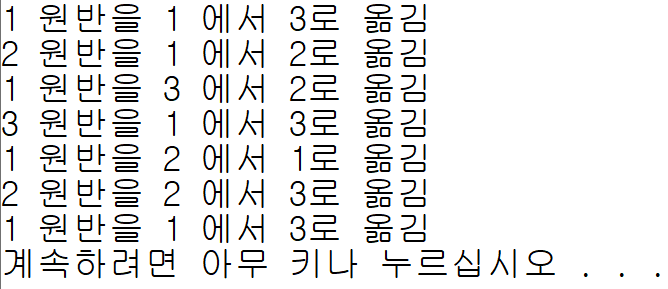 1 원반을 1 에서 3로 옮김
2 원반을 1 에서 2로 옮김
1 원반을 3 에서 2로 옮김
3 원반을 1 에서 3로 옮김
1 원반을 2 에서 1로 옮김
2 원반을 2 에서 3로 옮김
1 원반을 1 에서 3로 옮김
계속하려면 아무 키나 누르십시오 . . .